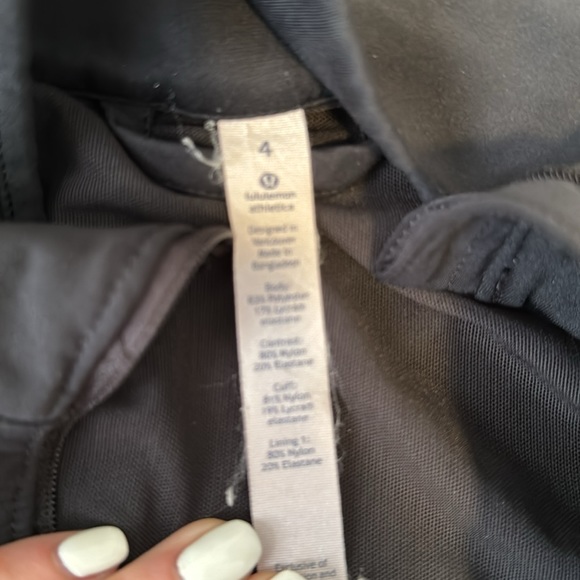 4
lululemon
athletica
Designed in
Vancouver
Made in
Bangladesh
Body:
83% Polyester
17% Lycra®
elastane
Contrast:
80% Nylon
20% Elastane
Cuff:
81% Nylon
19% Lycra®
elastane
Lining 1:
80% Nylon
20% Elastane
Exclusive of
and